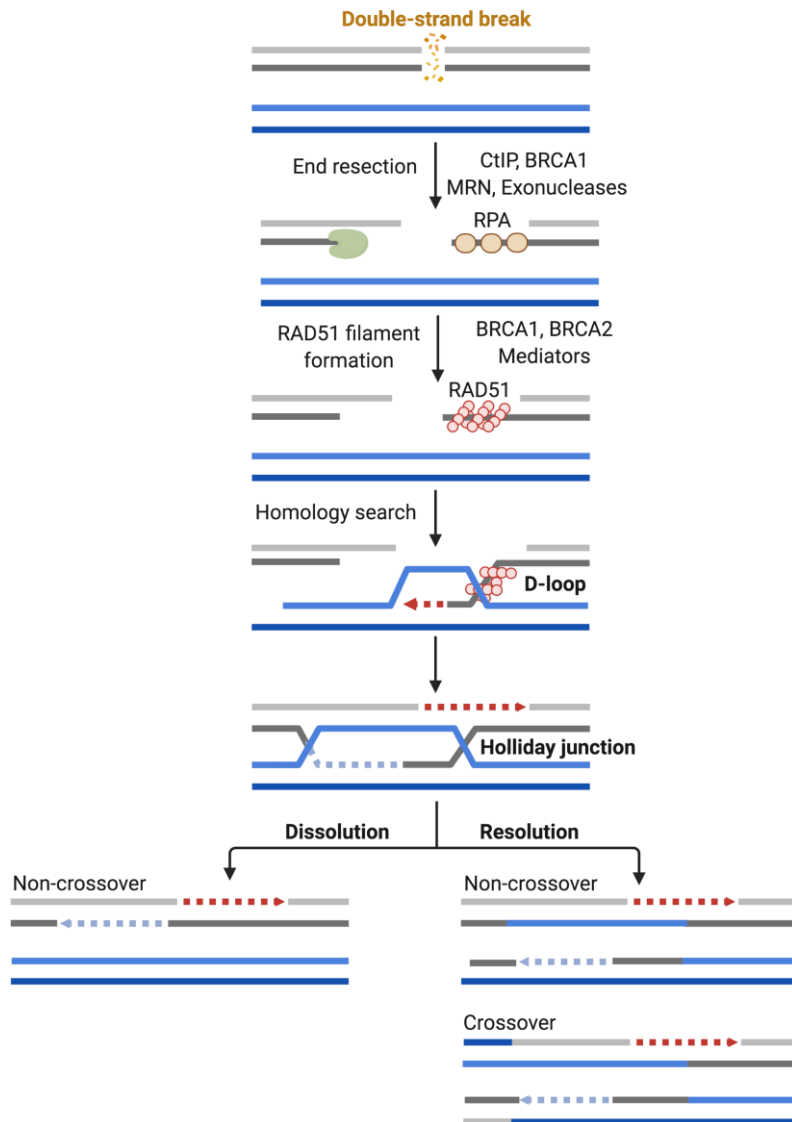 Double-strand break
End resection
CtIP, BRCA1
MRN, Exonucleases
RPA
RAD51 filament
formation
BRCA1, BRCA2
Mediators
RAD51
Homology search
D-loop
Holliday junction
Dissolution
Resolution
Non-crossover
Non-crossover
Crossover